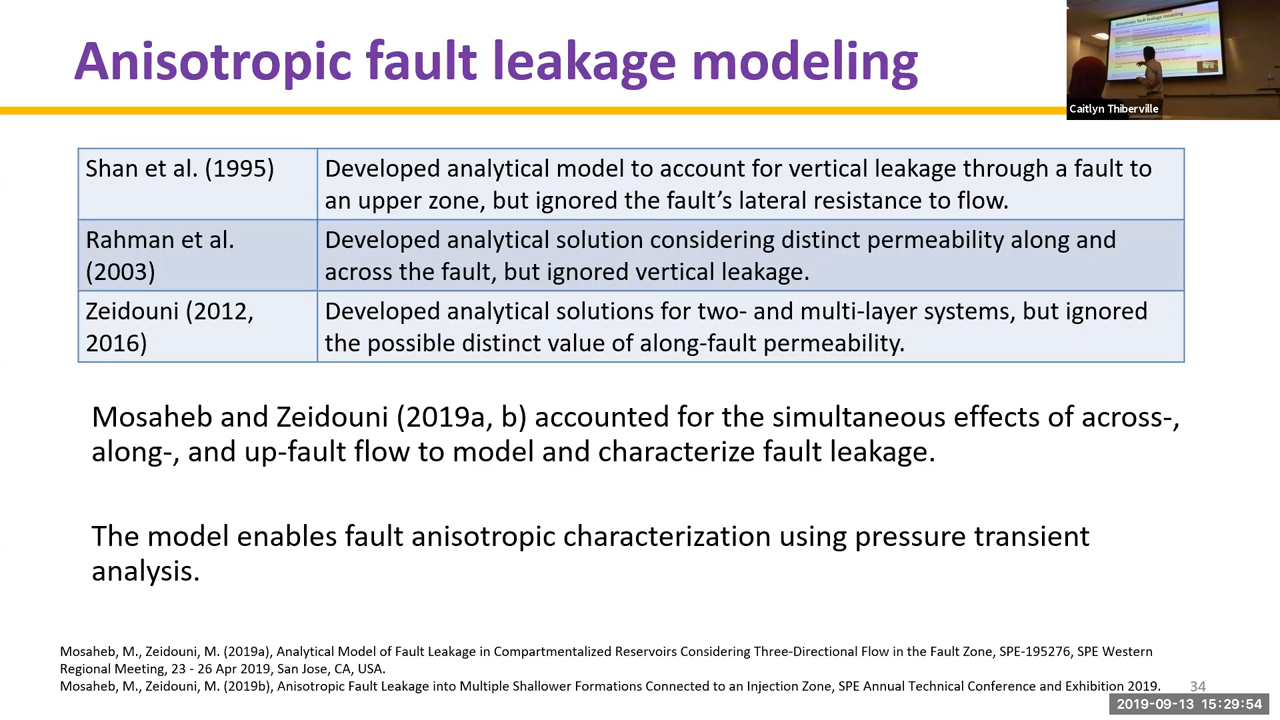 Anisotropic fault leakage modeling
Caitlyn Thiberville
Shan et al. (1995)
Developed analytical model to account for vertical leakage through a fault to
an upper zone, but ignored the fault's lateral resistance to flow.
Rahman et al.
(2003)
Developed analytical solution considering distinct permeability along and
across the fault, but ignored vertical leakage.
Zeidouni (2012,
2016)
Developed analytical solutions for two- and multi-layer systems, but ignored
the possible distinct value of along-fault permeability.
Mosaheb and Zeidouni (2019a, b) accounted for the simultaneous effects of across-,
along-, and up-fault flow to model and characterize fault leakage.
The model enables fault anisotropic characterization using pressure transient
analysis.
Mosaheb, M., Zeidouni, M. (2019a), Analytical Model of Fault Leakage in Compartmentalized Reservoirs Considering Three-Directional Flow in the Fault Zone, SPE-195276, SPE Western
Regional Meeting, 23 - 26 Apr 2019, San Jose, CA, USA.
Mosaheb, M., Zeidouni, M. (2019b), Anisotropic Fault Leakage into Multiple Shallower Formations Connected to an Injection Zone, SPE Annual Technical Conference and Exhibition 2019.
34
2019-09-13 15:29:54